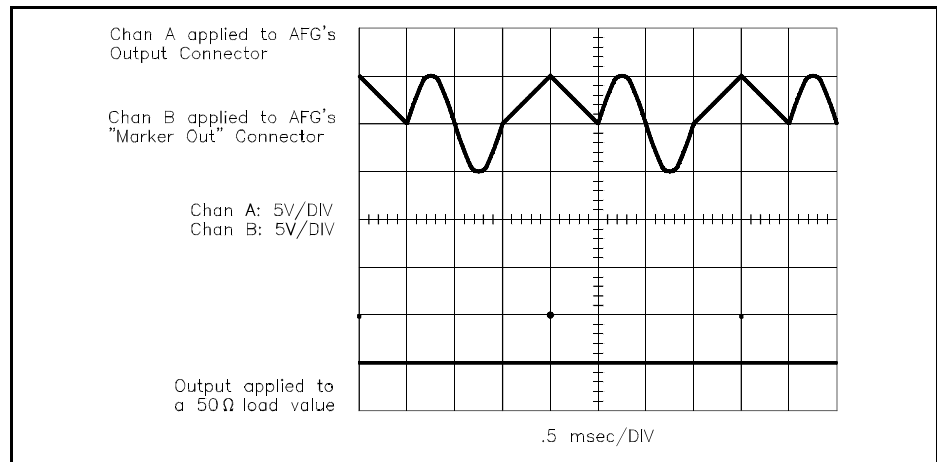 Chan A applied to AFG's
Output Connector
Chan B applied to AFG's
"Marker Out" Connector
Chan A: 5V/DIV
Chan B: 5V/DIV
Output applied to
a 50Ω load value
.5 msec/DIV